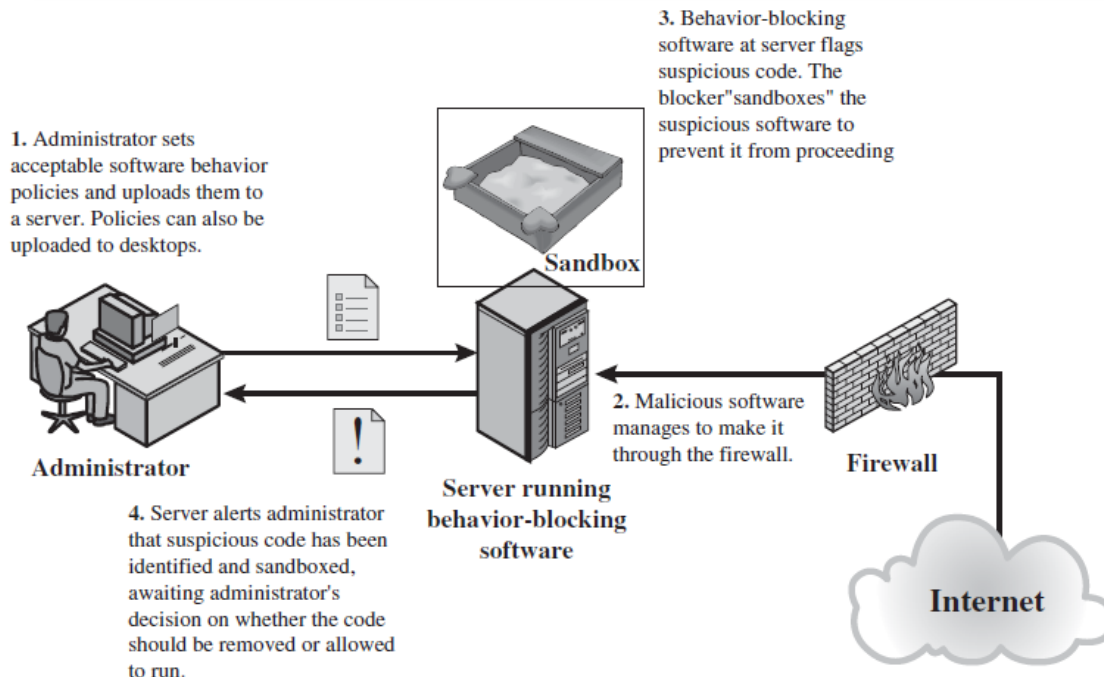 1. Administrator sets
acceptable software behavior
policies and uploads them to
a server. Policies can also be
uploaded to desktops.
3. Behavior-blocking
software at server flags
suspicious code. The
blocker"sandboxes" the
suspicious software to
prevent it from proceeding
Sandbox
!
2. Malicious software
manages to make it
through the firewall.
Administrator
Firewall
Server running
behavior-blocking
software
4. Server alerts administrator
that suspicious code has been
identified and sandboxed,
awaiting administrator's
decision on whether the code
should be removed or allowed
to run.
Internet